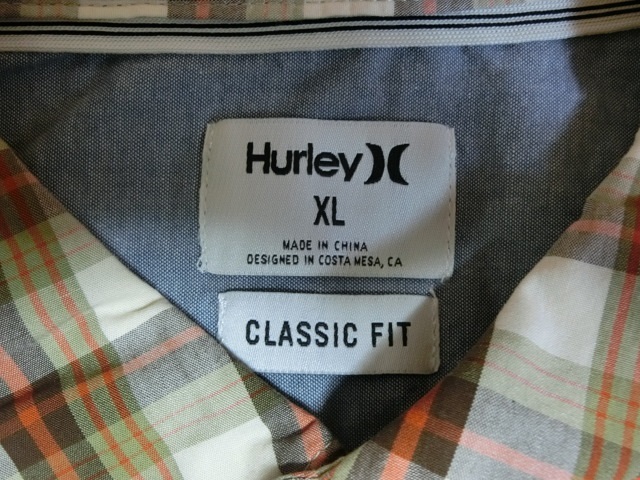 Hurley
XL
MADE IN CHINA
DESIGNED IN COSTA MESA, CA
CLASSIC FIT